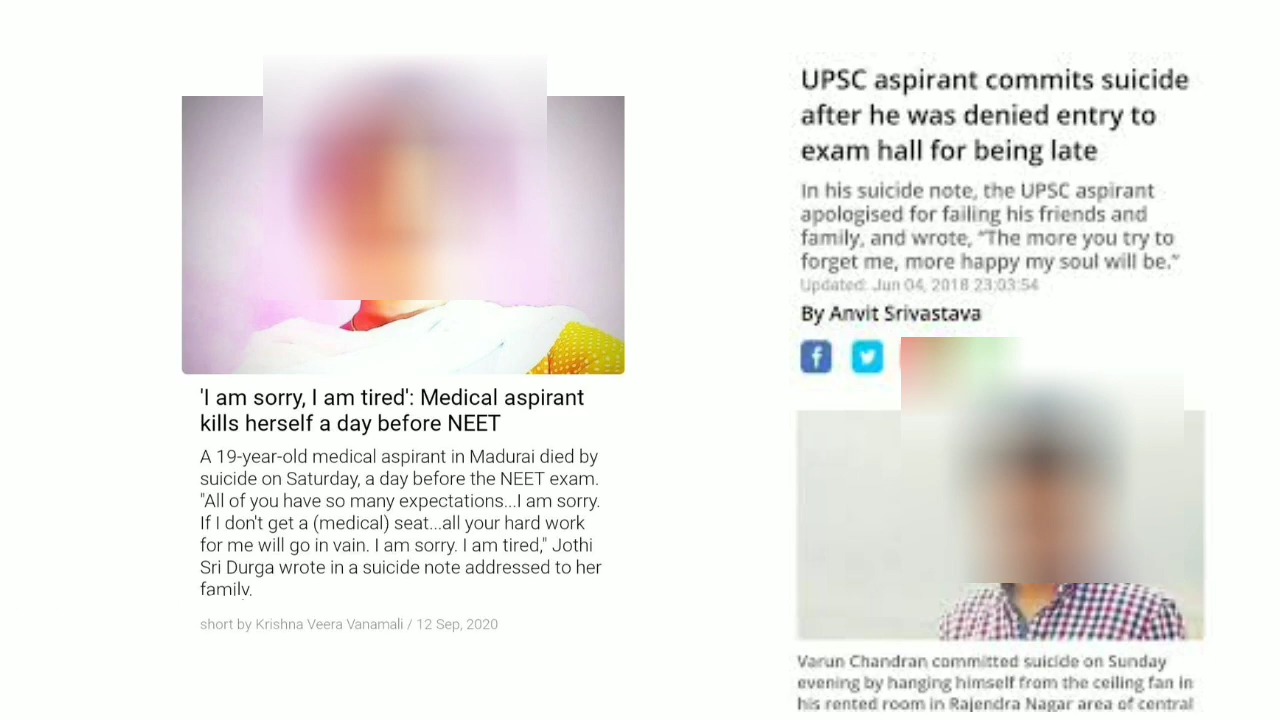 'I am sorry, I am tired': Medical aspirant
kills herself a day before NEET
A 19-year-old medical aspirant in Madurai died by
suicide on Saturday, a day before the NEET exam.
"All of you have so many expectations...I am sorry.
If I don't get a (medical) seat...all your hard work
for me will go in vain. I am sorry. I am tired," Jothi
Sri Durga wrote in a suicide note addressed to her
family.
short by Krishna Veera Vanamali / 12 Sep, 2020
UPSC aspirant commits suicide
after he was denied entry to
exam hall for being late
In his suicide note, the UPSC aspirant
apologised for failing his friends and
family, and wrote, “The more you try to
forget me, more happy my soul will be.”
Updated: Jun 04, 2018 23:03:54
By Anvit Srivastava
Varun Chandran committed suicide on Sunday
evening by hanging himself from the ceiling fan in
his rented room in Rajendra Nagar area of central